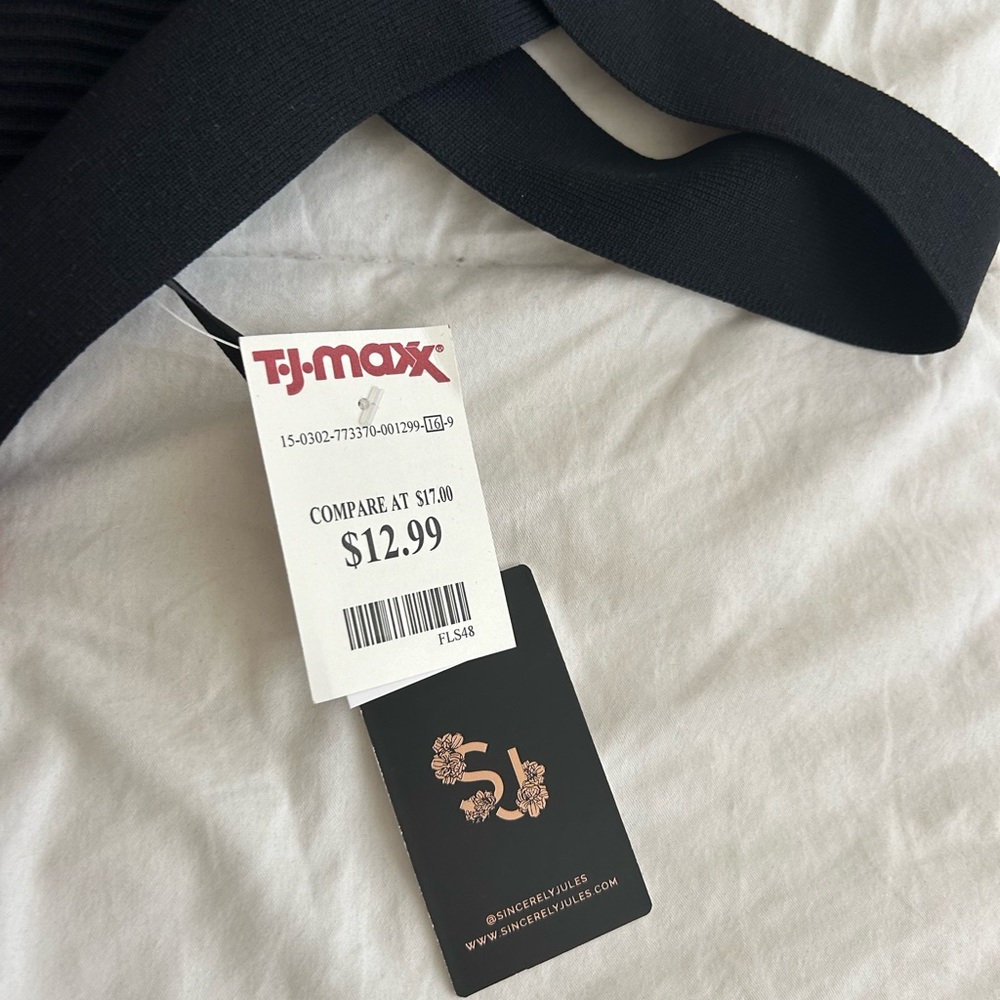 T·J·maxx®
15-0302-773370-001299-16-9
COMPARE AT $17.00
$12.99
FLS48
SJ
@SINCERELYJULES
WWW.SINCERELYJULES.COM